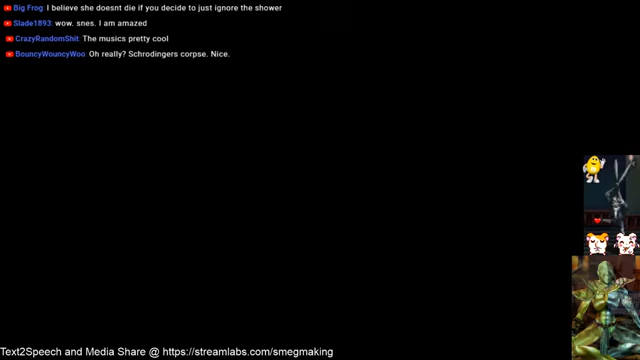 Big Frog: I believe she doesnt die if you decide to just ignore the shower
Slade1893: wow. snes. I am amazed
CrazyRandomShit: The musics pretty cool
BouncyWouncyWoo: Oh really? Schrodingers corpse. Nice.
Text2Speech and Media Share @ https://streamlabs.com/smegmaking